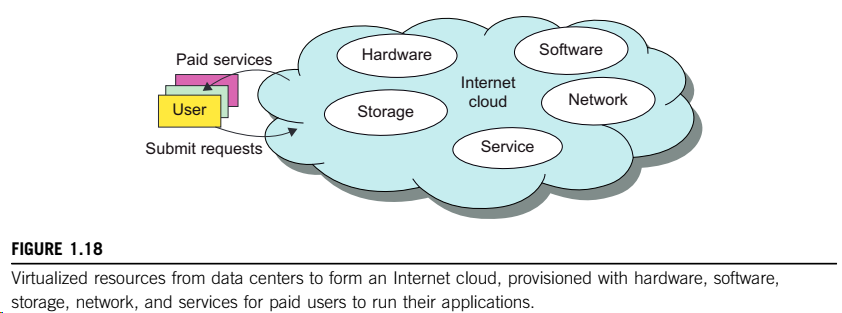 Paid services
Hardware
Software
Internet
cloud
User
Storage
Network
Submit requests
Service
FIGURE 1.18
Virtualized resources from data centers to form an Internet cloud, provisioned with hardware, software,
storage, network, and services for paid users to run their applications.